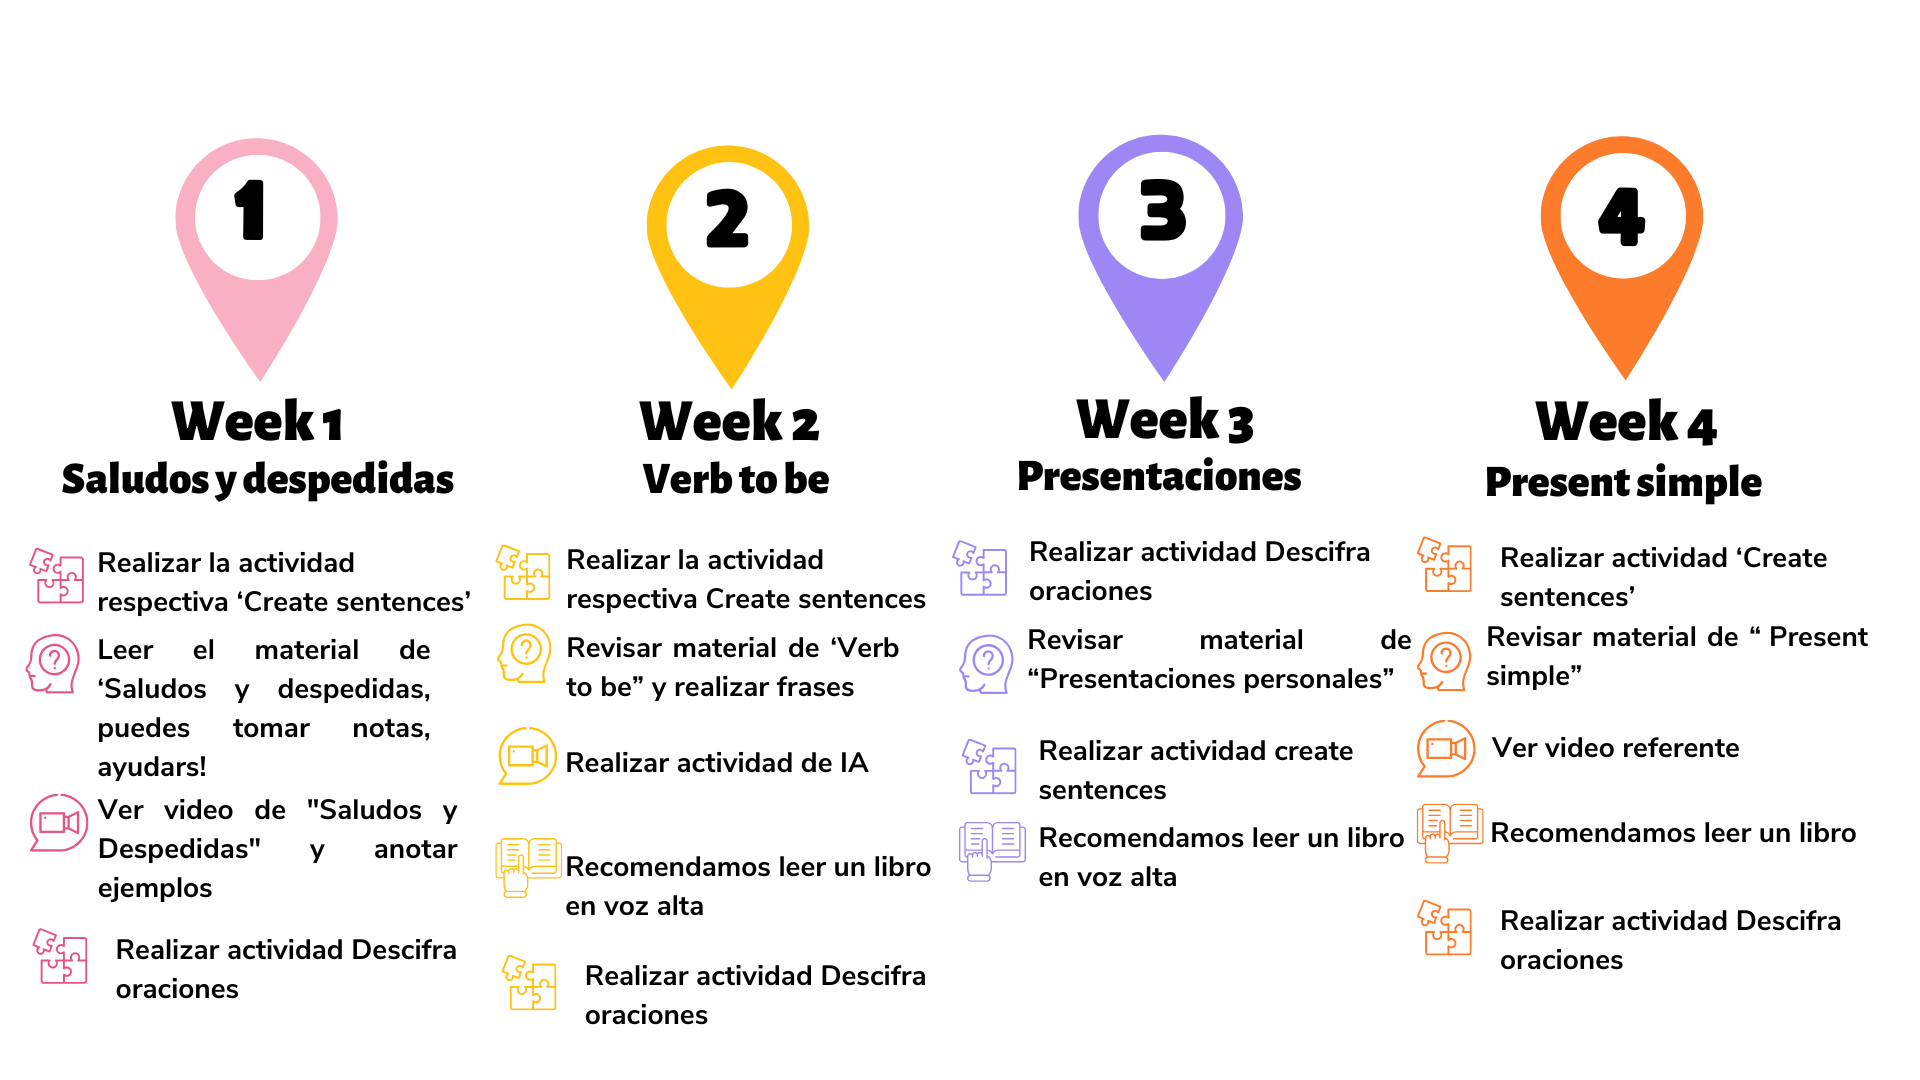 1
Week 1
Saludos y despedidas
Realizar la actividad
respectiva ‘Create sentences’
Leer el material de
‘Saludos y despedidas,
puedes tomar notas,
ayudars!
Ver video de "Saludos y
Despedidas" y anotar
ejemplos
Realizar actividad Descifra
oraciones
2
Week 2
Verb to be
Realizar la actividad
respectiva Create sentences
Revisar material de ‘Verb
to be” y realizar frases
Realizar actividad de IA
Recomendamos leer un libro
en voz alta
Realizar actividad Descifra
oraciones
3
Week 3
Presentaciones
Realizar actividad Descifra
oraciones
Revisar material de
“Presentaciones personales”
Realizar actividad create
sentences
Recomendamos leer un libro
en voz alta
4
Week 4
Present simple
Realizar actividad ‘Create
sentences’
Revisar material de “ Present
simple”
Ver video referente
Recomendamos leer un libro
Realizar actividad Descifra
oraciones